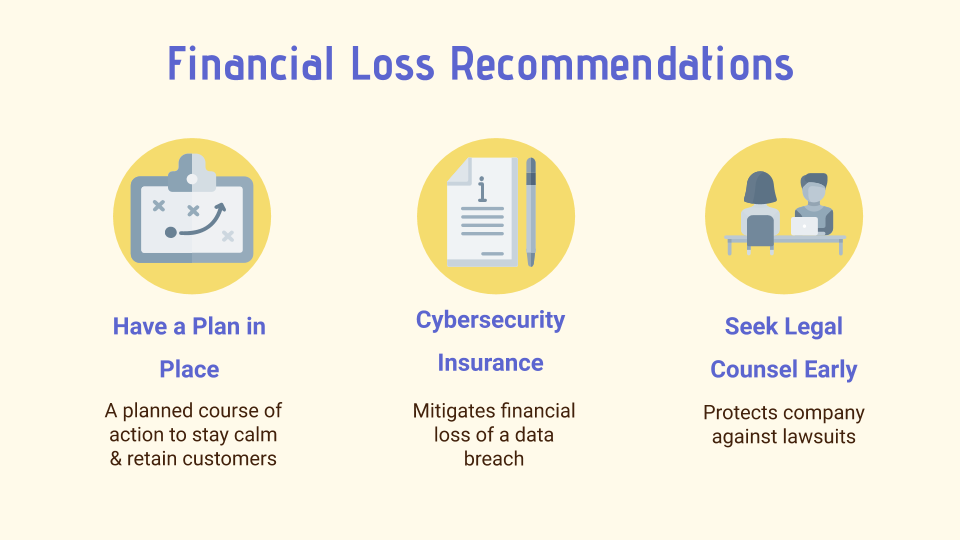 Financial Loss Recommendations
Have a Plan in
Place
A planned course of
action to stay calm
& retain customers
i
Cybersecurity
Insurance
Mitigates financial
loss of a data
breach
Seek Legal
Counsel Early
Protects company
against lawsuits